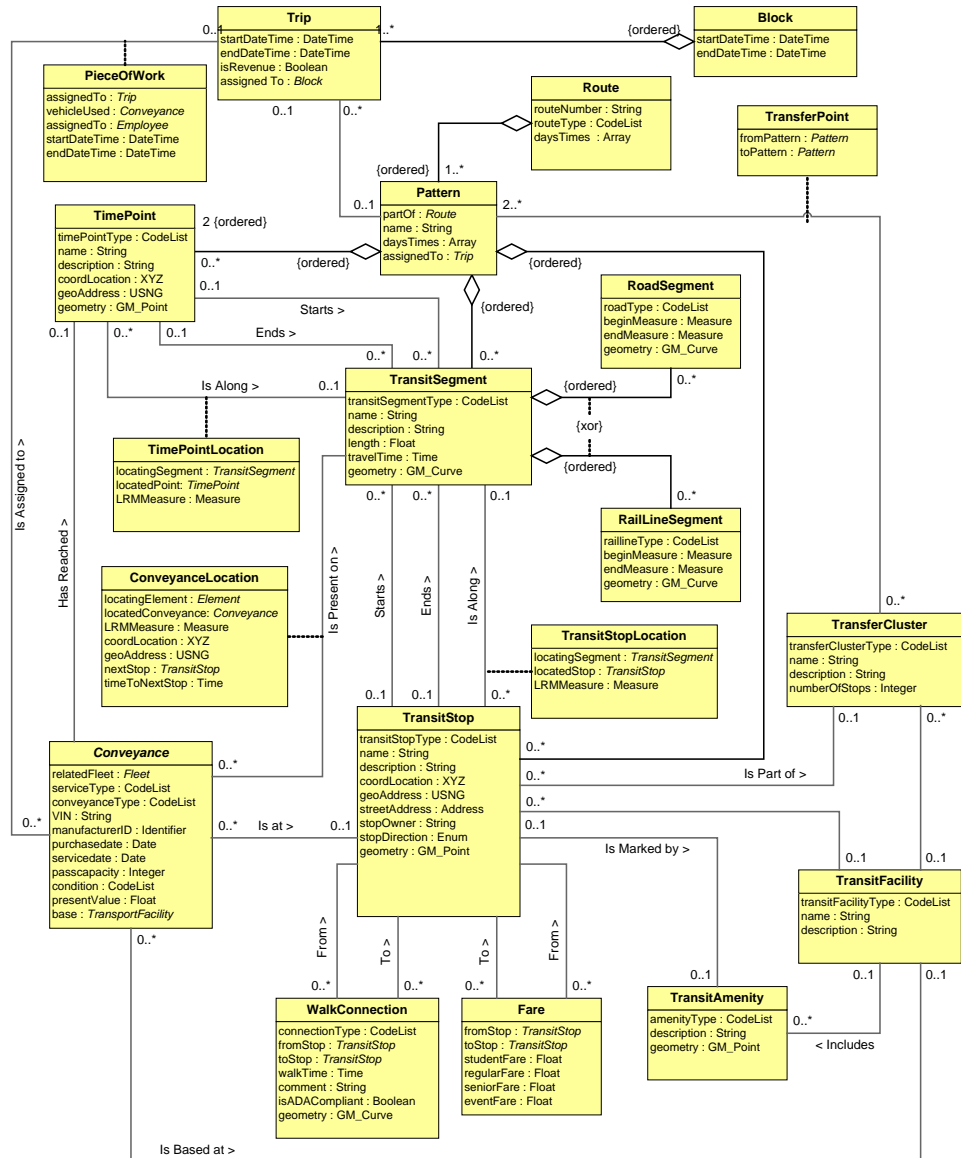 Trip
startDateTime : DateTime
endDateTime : DateTime
isRevenue : Boolean
assigned To : Block
0..1
1..*
{ordered}
Block
startDateTime : DateTime
endDateTime : DateTime
PieceOfWork
assignedTo : Trip
vehicleUsed : Conveyance
assignedTo : Employee
startDateTime : DateTime
endDateTime : DateTime
0..1
0..*
Route
routeNumber : String
routeType : CodeList
daysTimes : Array
TransferPoint
fromPattern : Pattern
toPattern : Pattern
{ordered}
1..*
Pattern
partOf : Route
name : String
daysTimes : Array
assignedTo : Trip
0..1
2..*
TimePoint
timePointType : CodeList
name : String
description : String
coordLocation : XYZ
geoAddress : USNG
geometry : GM_Point
2 {ordered}
0..*
{ordered}
{ordered}
{ordered}
0..1
Starts >
0..1
0..*
0..1
Ends >
0..*
0..*
0..*
RoadSegment
roadType : CodeList
beginMeasure : Measure
endMeasure : Measure
geometry : GM_Curve
0..*
Is Along >
0..1
TransitSegment
transitSegmentType : CodeList
name : String
description : String
length : Float
travelTime : Time
geometry : GM_Curve
{ordered}
{xor}
{ordered}
TimePointLocation
locatingSegment : TransitSegment
locatedPoint: TimePoint
LRMMeasure : Measure
0..*
0..*
0..1
0..*
RailLineSegment
raillineType : CodeList
beginMeasure : Measure
endMeasure : Measure
geometry : GM_Curve
Is Assigned to >
Has Reached >
ConveyanceLocation
locatingElement : Element
locatedConveyance: Conveyance
LRMMeasure : Measure
coordLocation : XYZ
geoAddress : USNG
nextStop : TransitStop
timeToNextStop : Time
Is Present on >
Starts >
Ends >
Is Along >
TransitStopLocation
locatingSegment : TransitSegment
locatedStop : TransitStop
LRMMeasure : Measure
0..*
TransferCluster
transferClusterType : CodeList
name : String
description : String
numberOfStops : Integer
0..1
0..1
0..*
0..1
0..*
TransitStop
transitStopType : CodeList
name : String
description : String
coordLocation : XYZ
geoAddress : USNG
streetAddress : Address
stopOwner : String
stopDirection : Enum
geometry : GM_Point
0..*
0..*
Is Part of >
0..*
0..1
Is Marked by >
Conveyance
relatedFleet : Fleet
serviceType : CodeList
conveyanceType : CodeList
VIN : String
manufacturerID : Identifier
purchasedate : Date
servicedate : Date
passcapacity : Integer
condition : CodeList
presentValue : Float
base : TransportFacility
0..*
0..*
0..*
Is at >
0..1
0..*
0..1
0..1
TransitFacility
transitFacilityType : CodeList
name : String
description : String
From >
To >
To >
From >
0..*
0..*
0..*
0..*
0..1
0..1
0..1
WalkConnection
connectionType : CodeList
fromStop : TransitStop
toStop : TransitStop
walkTime : Time
comment : String
isADACompliant : Boolean
geometry : GM_Curve
Fare
fromStop : TransitStop
toStop : TransitStop
studentFare : Float
regularFare : Float
seniorFare : Float
eventFare : Float
TransitAmenity
amenityType : CodeList
description : String
geometry : GM_Point
0..*
< Includes
Is Based at >